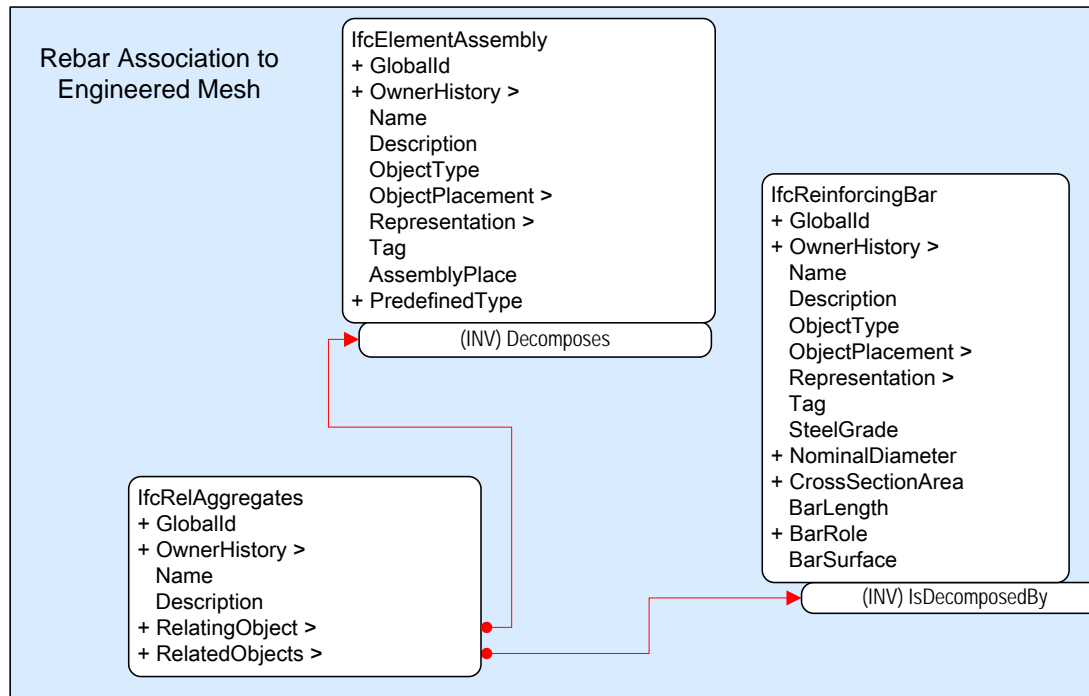 Rebar Association to
Engineered Mesh
IfcElementAssembly
+ GlobalId
+ OwnerHistory >
Name
Description
ObjectType
ObjectPlacement >
Representation >
Tag
AssemblyPlace
+ PredefinedType
(INV) Decomposes
IfcReinforcingBar
+ GlobalId
+ OwnerHistory >
Name
Description
ObjectType
ObjectPlacement >
Representation >
Tag
SteelGrade
+ NominalDiameter
+ CrossSectionArea
BarLength
+ BarRole
BarSurface
(INV) IsDecomposedBy
IfcRelAggregates
+ GlobalId
+ OwnerHistory >
Name
Description
+ RelatingObject >
+ RelatedObjects >